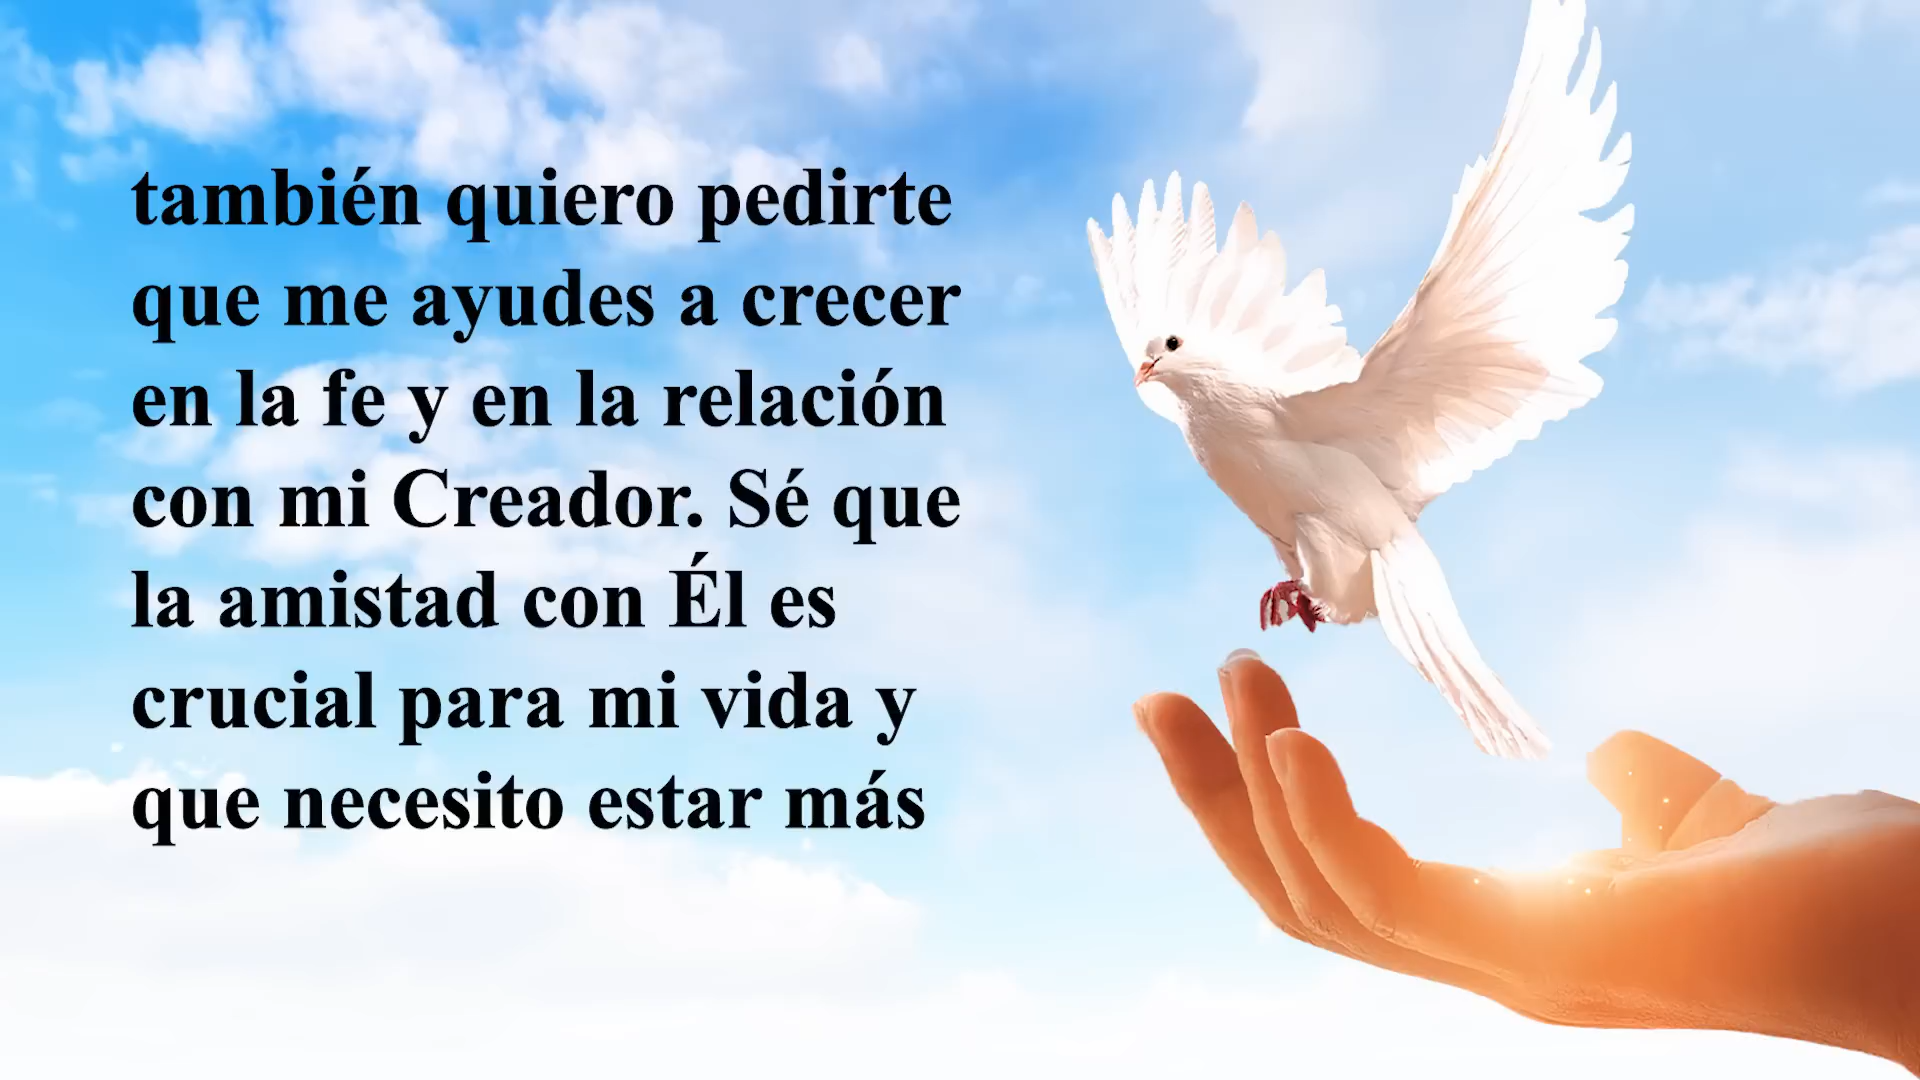 también quiero pedirte
que me ayudes a crecer
en la fe y en la relación
con mi Creador. Sé que
la amistad con Él es
crucial para mi vida y
que necesito estar más